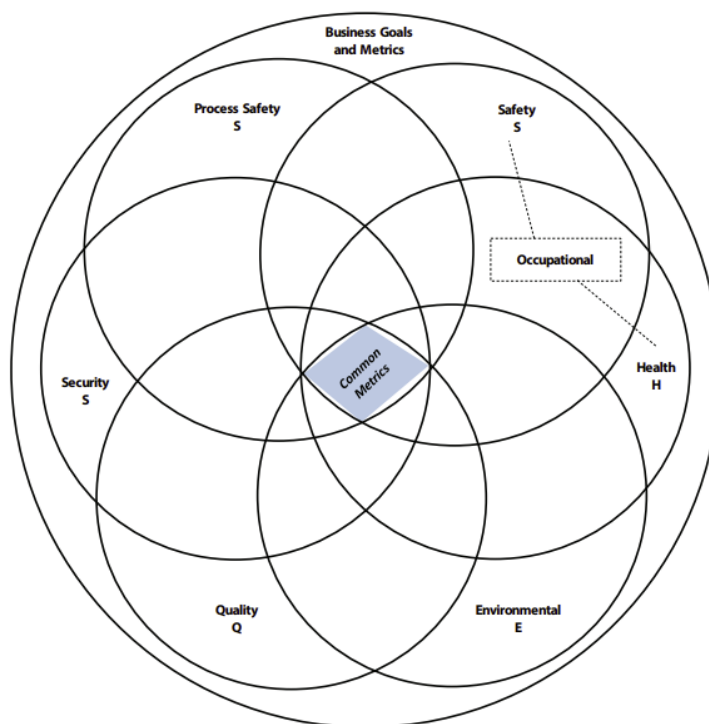 Business Goals
and Metrics
Process Safety
S
Safety
S
Occupational
Common
Metrics
Security
S
Health
H
Quality
Q
Environmental
E